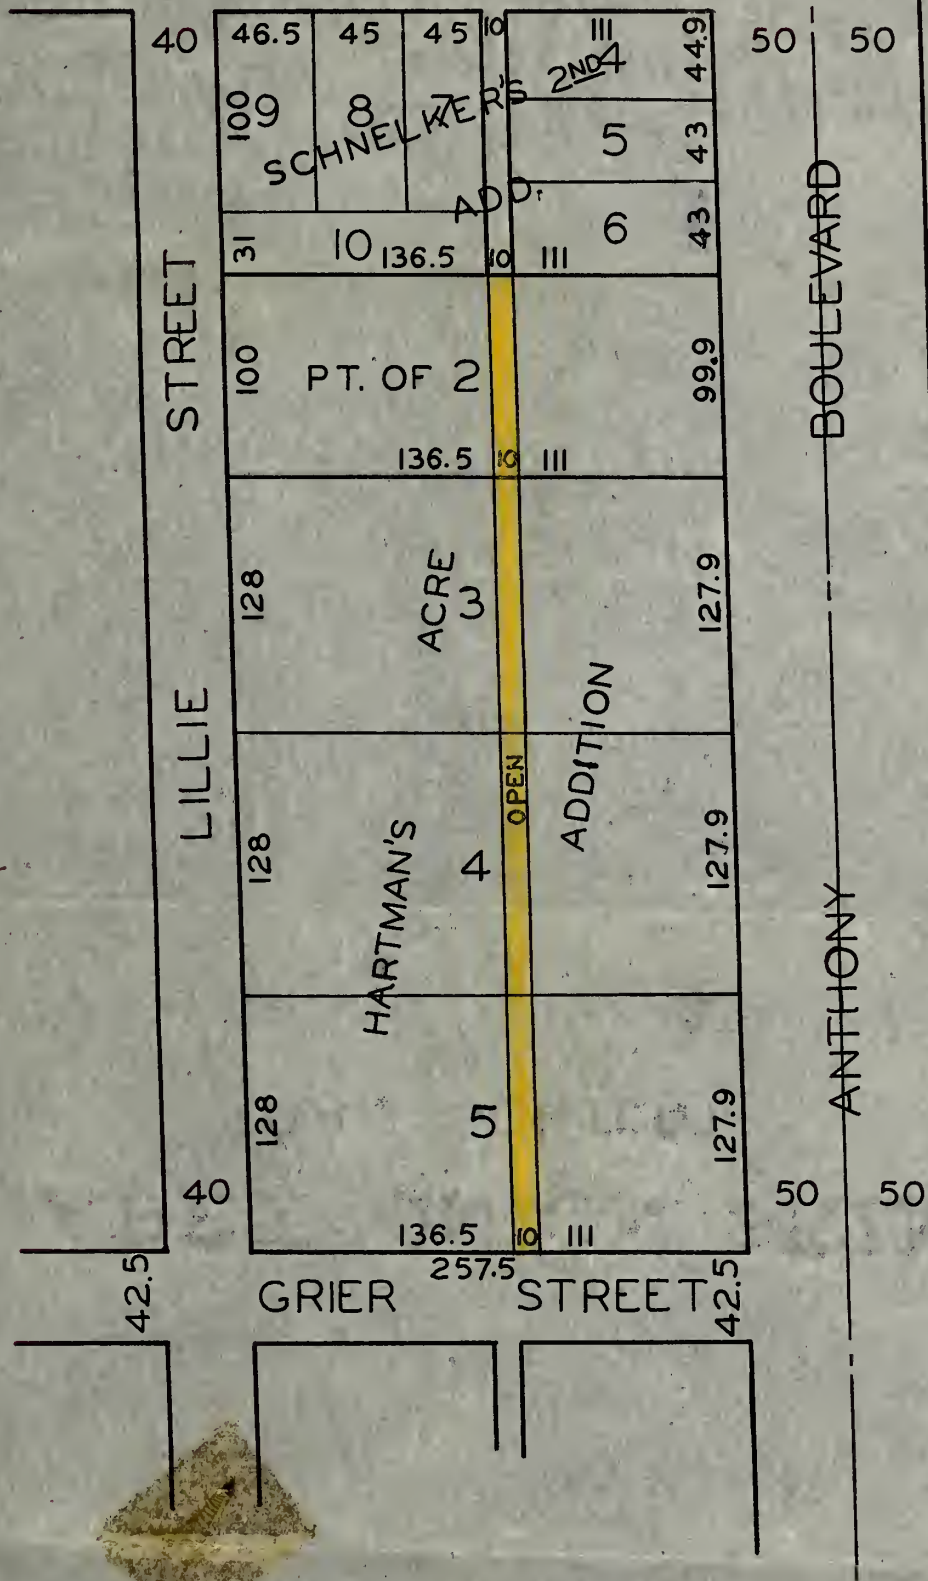 40 46.5 45 45 10 111 44.9 50 50
2ND 4
100 9 8 7
SCHNELKER'S
ADD.
5 43
6 43
31 10 136.5 10 111
STREET
BOULEVARD
100 PT. OF 2 99.9
136.5 10 111
128 ACRE 3 127.9
LILLIE
OPEN
ADDITION
128 4 127.9
HARTMAN'S
ANTHONY
128 5 127.9
40 50 50
136.5 10 111
257.5
42.5 GRIER STREET 42.5